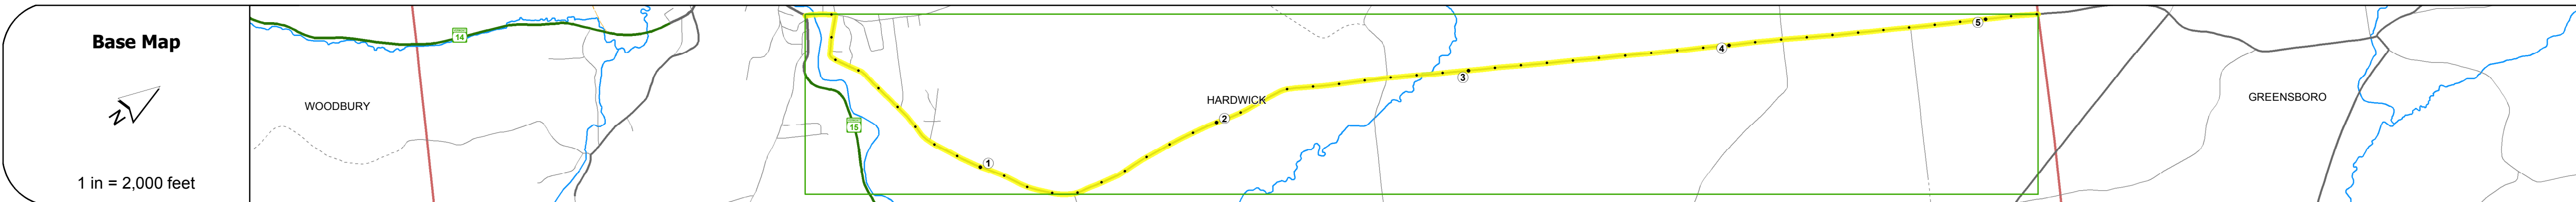 Base Map
N
1 in = 2,000 feet
WOODBURY
14
15
HARDWICK
1
2
3
4
5
GREENSBORO